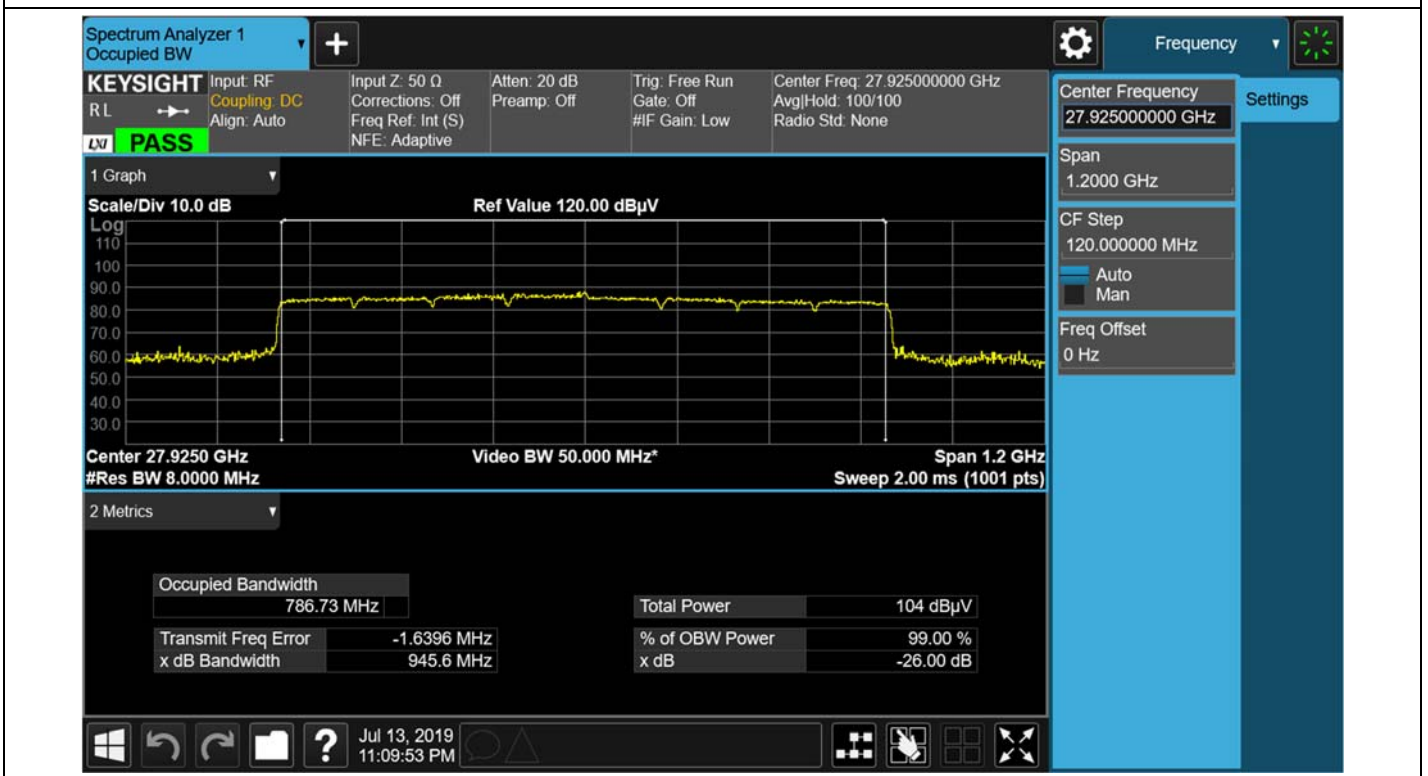 Spectrum Analyzer 1
Occupied BW
Frequency
KEYSIGHT
R L
LXI
PASS
Input: RF
Coupling: DC
Align: Auto
Input Z: 50 Ω
Corrections: Off
Freq Ref: Int (S)
NFE: Adaptive
Atten: 20 dB
Preamp: Off
Trig: Free Run
Gate: Off
#IF Gain: Low
Center Freq: 27.925000000 GHz
Avg|Hold: 100/100
Radio Std: None
Center Frequency
27.925000000 GHz
Settings
Span
1.2000 GHz
CF Step
120.000000 MHz
Auto
Man
Freq Offset
0 Hz
1 Graph
Scale/Div 10.0 dB
Ref Value 120.00 dBµV
Log
110
100
90.0
80.0
70.0
60.0
50.0
40.0
30.0
Center 27.9250 GHz
Video BW 50.000 MHz*
Span 1.2 GHz
#Res BW 8.0000 MHz
Sweep 2.00 ms (1001 pts)
2 Metrics
Occupied Bandwidth
786.73 MHz
Total Power 104 dBµV
Transmit Freq Error -1.6396 MHz
% of OBW Power 99.00 %
x dB Bandwidth 945.6 MHz
x dB -26.00 dB
?
Jul 13, 2019
11:09:53 PM